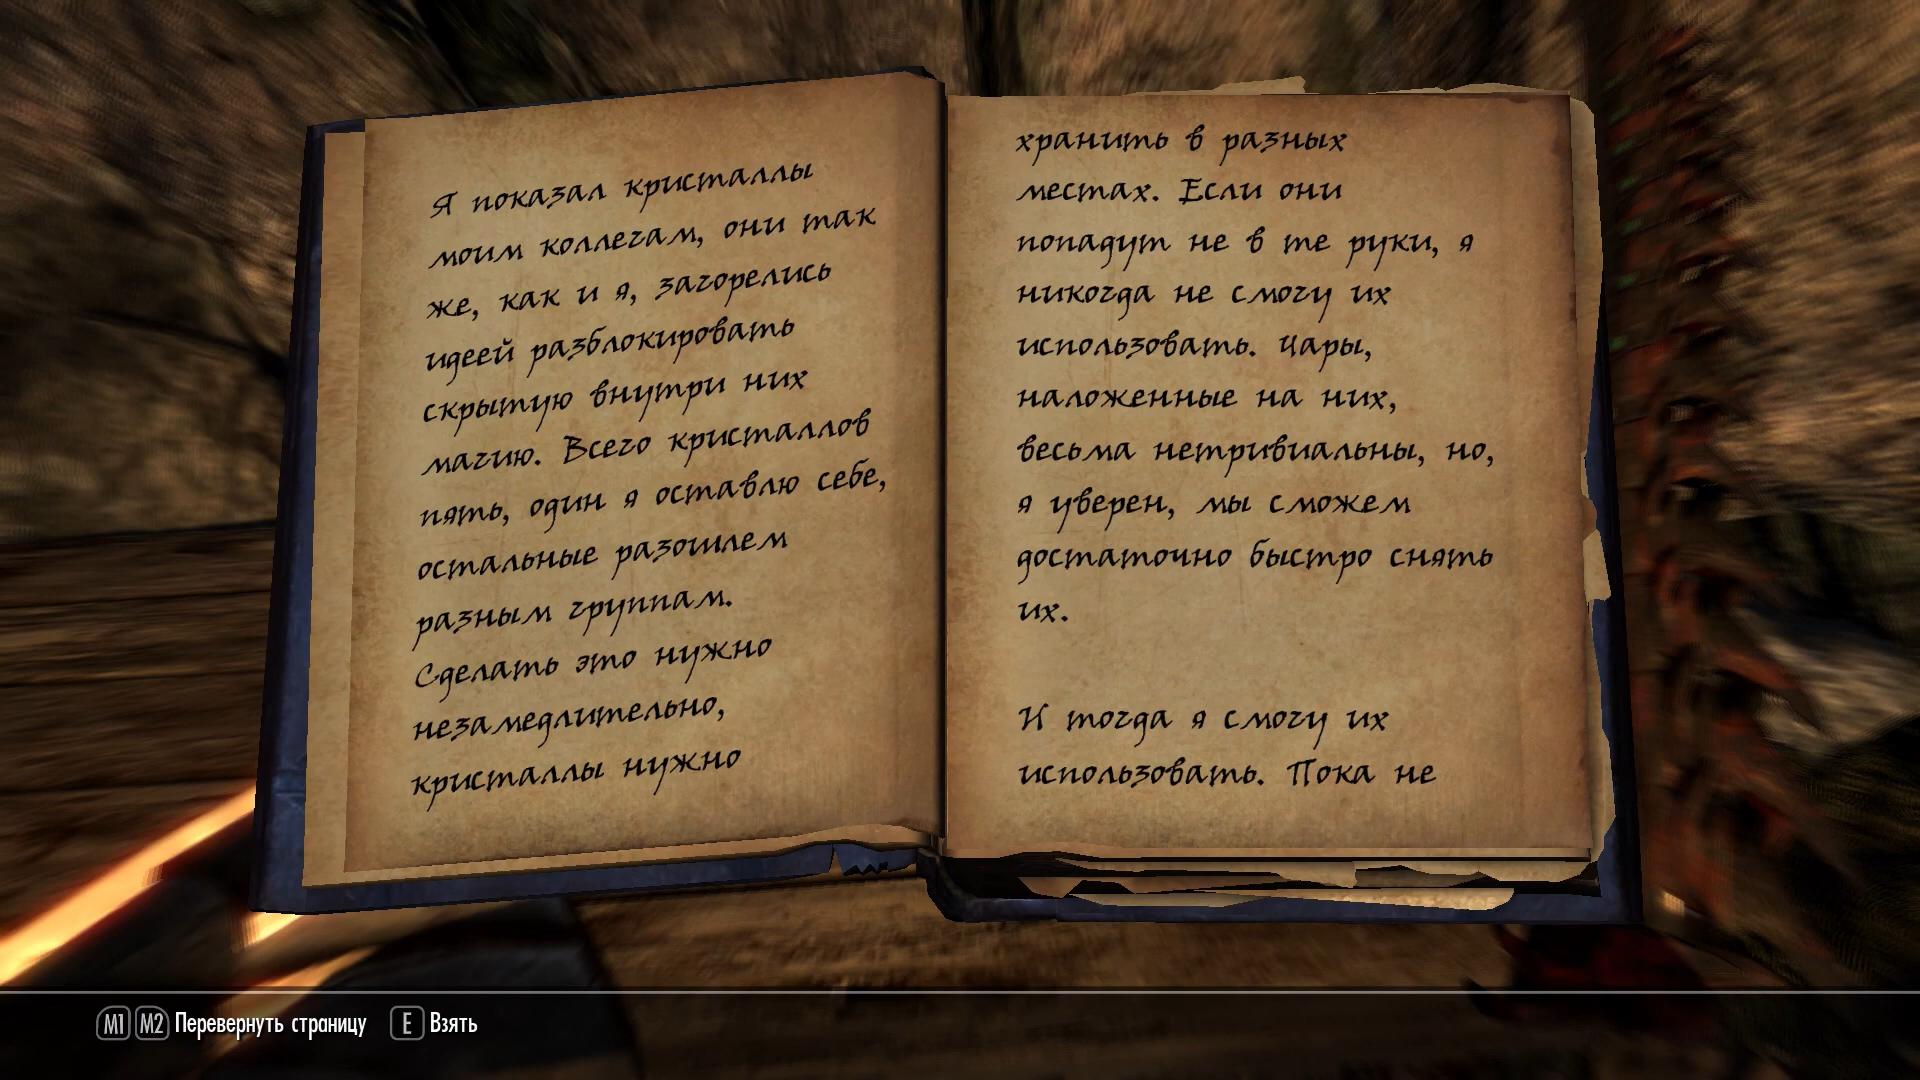 Я показал кристаллы
моим коллегам, они так
же, как и я, загорелись
идеей разблокировать
скрытую внутри них
магию. Всего кристаллов
пять, один я оставлю себе,
остальные разошлем
разным группам.
Сделать это нужно
незамедлительно,
кристаллы нужно
хранить в разных
местах. Если они
попадут не в те руки, я
никогда не смогу их
использовать. Чары,
наложенные на них,
весьма нетривиальны, но,
я уверен, мы сможем
достаточно быстро снять
их.
И тогда я смогу их
использовать. Пока не
M1 M2 Перевернуть страницу E Взять